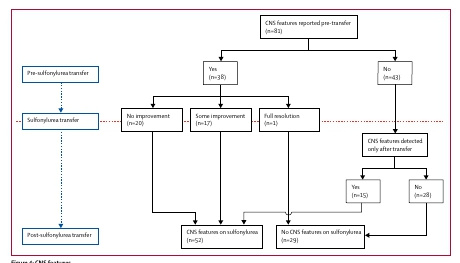 CNS features reported pre-transfer
(n=81)
Yes
(n=38)
No
(n=43)
Pre-sulfonylurea transfer
Sulfonylurea transfer
No improvement
(n=20)
Some improvement
(n=17)
Full resolution
(n=1)
CNS features detected
only after transfer
Yes
(n=15)
No
(n=28)
Post-sulfonylurea transfer
CNS features on sulfonylurea
(n=52)
No CNS features on sulfonylurea
(n=29)
Figure 4: CNS features